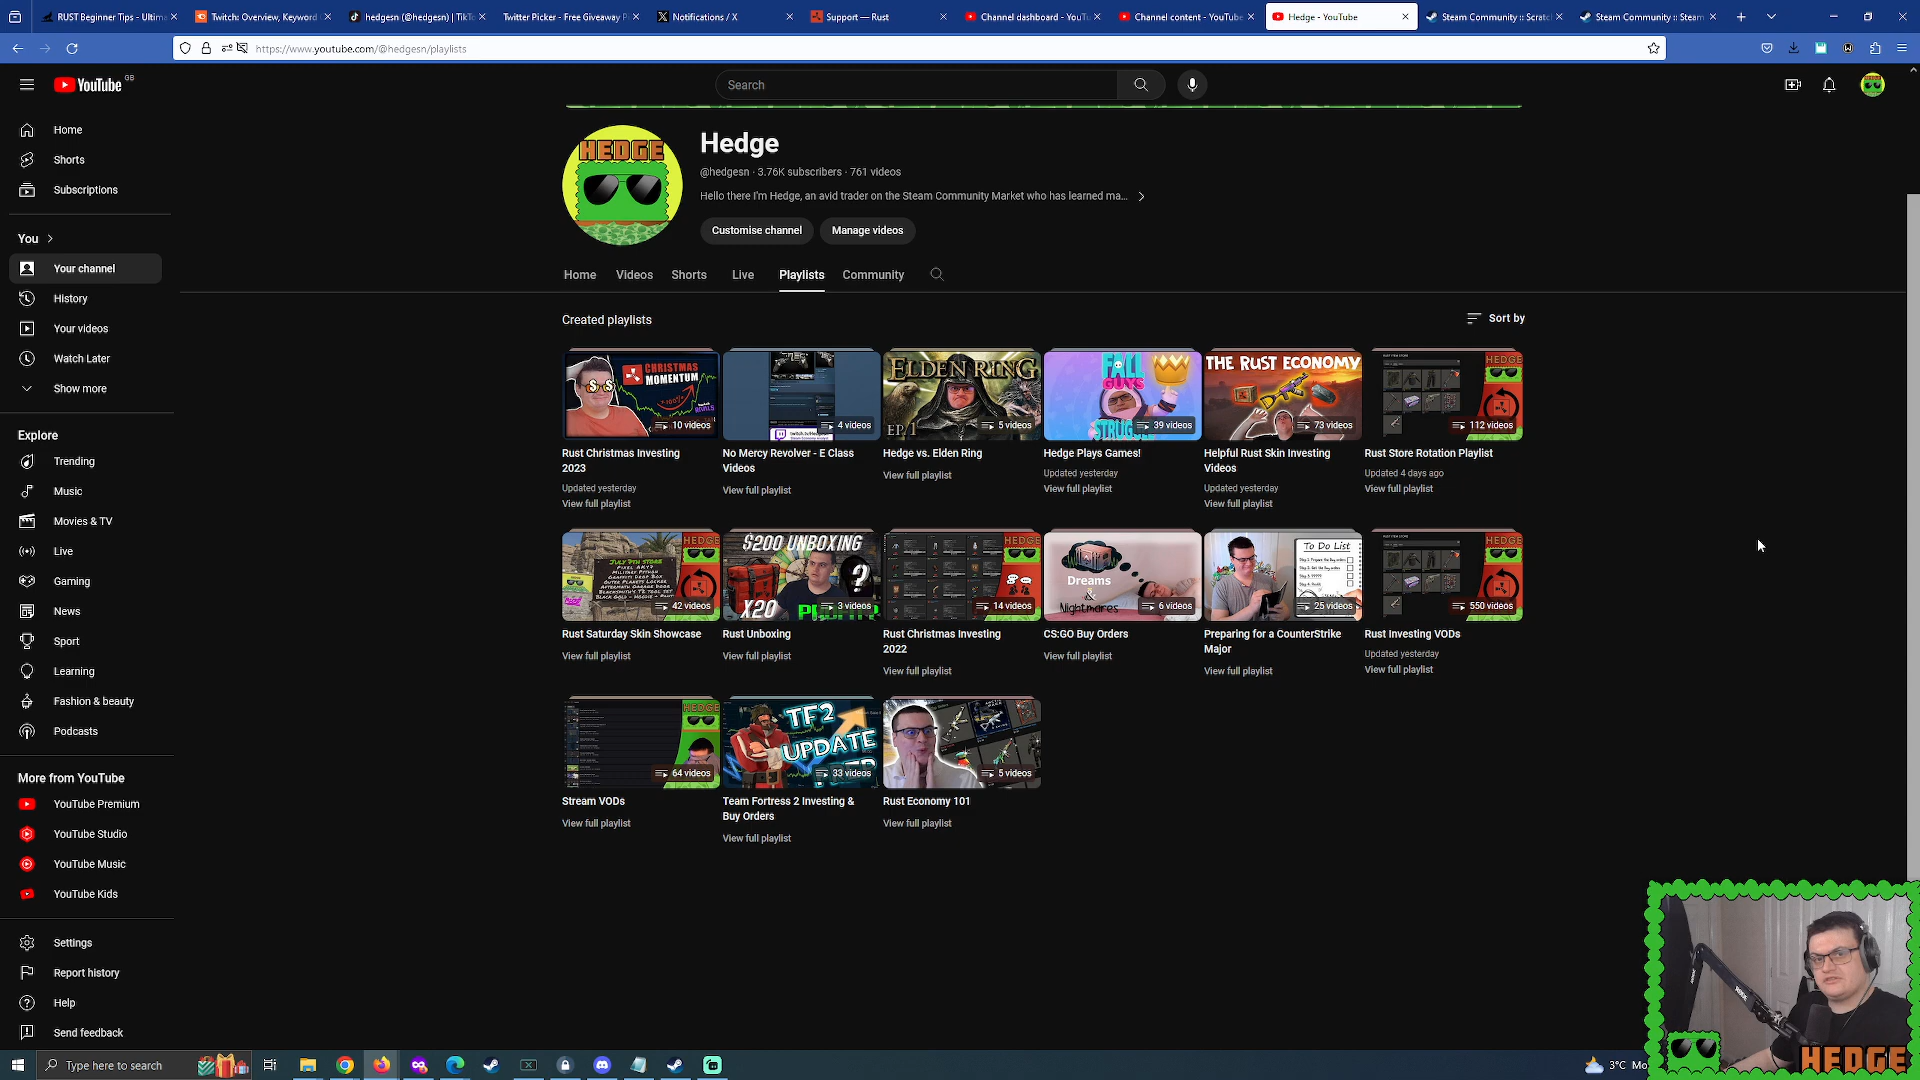 RUST Beginner Tips - Ultima
Twitch: Overview, Keyword
hedgesn (@hedgesn) | TikT
Twitter Picker - Free Giveaway P
Notifications / X
Support — Rust
Channel dashboard - YouTu
Channel content - YouTube
Hedge - YouTube
Steam Community :: Scratc
Steam Community :: Steam
https://www.youtube.com/@hedgesn/playlists
YouTube GB
Search
Home
Shorts
Subscriptions
You
Your channel
History
Your videos
Watch Later
Show more
Explore
Trending
Music
Movies & TV
Live
Gaming
News
Sport
Learning
Fashion & beauty
Podcasts
More from YouTube
YouTube Premium
YouTube Studio
YouTube Music
YouTube Kids
Settings
Report history
Help
Send feedback
HEDGE
Hedge
@hedgesn · 3.76K subscribers · 761 videos
Hello there I'm Hedge, an avid trader on the Steam Community Market who has learned ma...
Customise channel
Manage videos
Home Videos Shorts Live Playlists Community
Created playlists
Sort by
CHRISTMAS
MOMENTUM
10 videos
Rust Christmas Investing
2023
Updated yesterday
View full playlist
4 videos
No Mercy Revolver - E Class
Videos
View full playlist
ELDEN RING
EP.1
5 videos
Hedge vs. Elden Ring
View full playlist
FALL
GUYS
STRUGG
39 videos
Hedge Plays Games!
Updated yesterday
View full playlist
THE RUST ECONOMY
73 videos
Helpful Rust Skin Investing
Videos
Updated yesterday
View full playlist
HEDGE
112 videos
Rust Store Rotation Playlist
Updated 4 days ago
View full playlist
JULY 7TH STORE
HEDGE
42 videos
Rust Saturday Skin Showcase
View full playlist
$200 UNBOXING
X20
?
3 videos
Rust Unboxing
View full playlist
HEDGE
14 videos
Rust Christmas Investing
2022
View full playlist
Dreams
&
Nightmares
6 videos
CS:GO Buy Orders
View full playlist
To Do List
25 videos
Preparing for a CounterStrike
Major
View full playlist
HEDGE
550 videos
Rust Investing VODs
Updated yesterday
View full playlist
HEDGE
64 videos
Stream VODs
View full playlist
TF2
UPDATE
33 videos
Team Fortress 2 Investing &
Buy Orders
View full playlist
5 videos
Rust Economy 101
View full playlist
HEDGE
Type here to search
3°C Mo